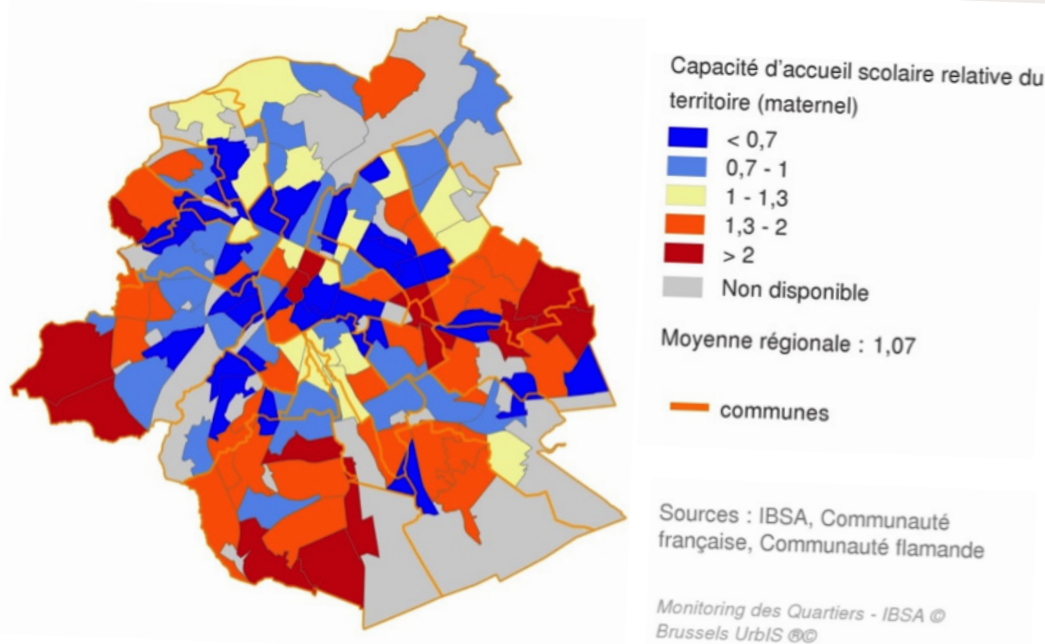 Capacité d'accueil scolaire relative du
territoire (maternel)
< 0,7
0,7 - 1
1 - 1,3
1,3 - 2
> 2
Non disponible
Moyenne régionale : 1,07
communes
Sources : IBSA, Communauté
française, Communauté flamande
Monitoring des Quartiers - IBSA ©
Brussels UrbIS ®©